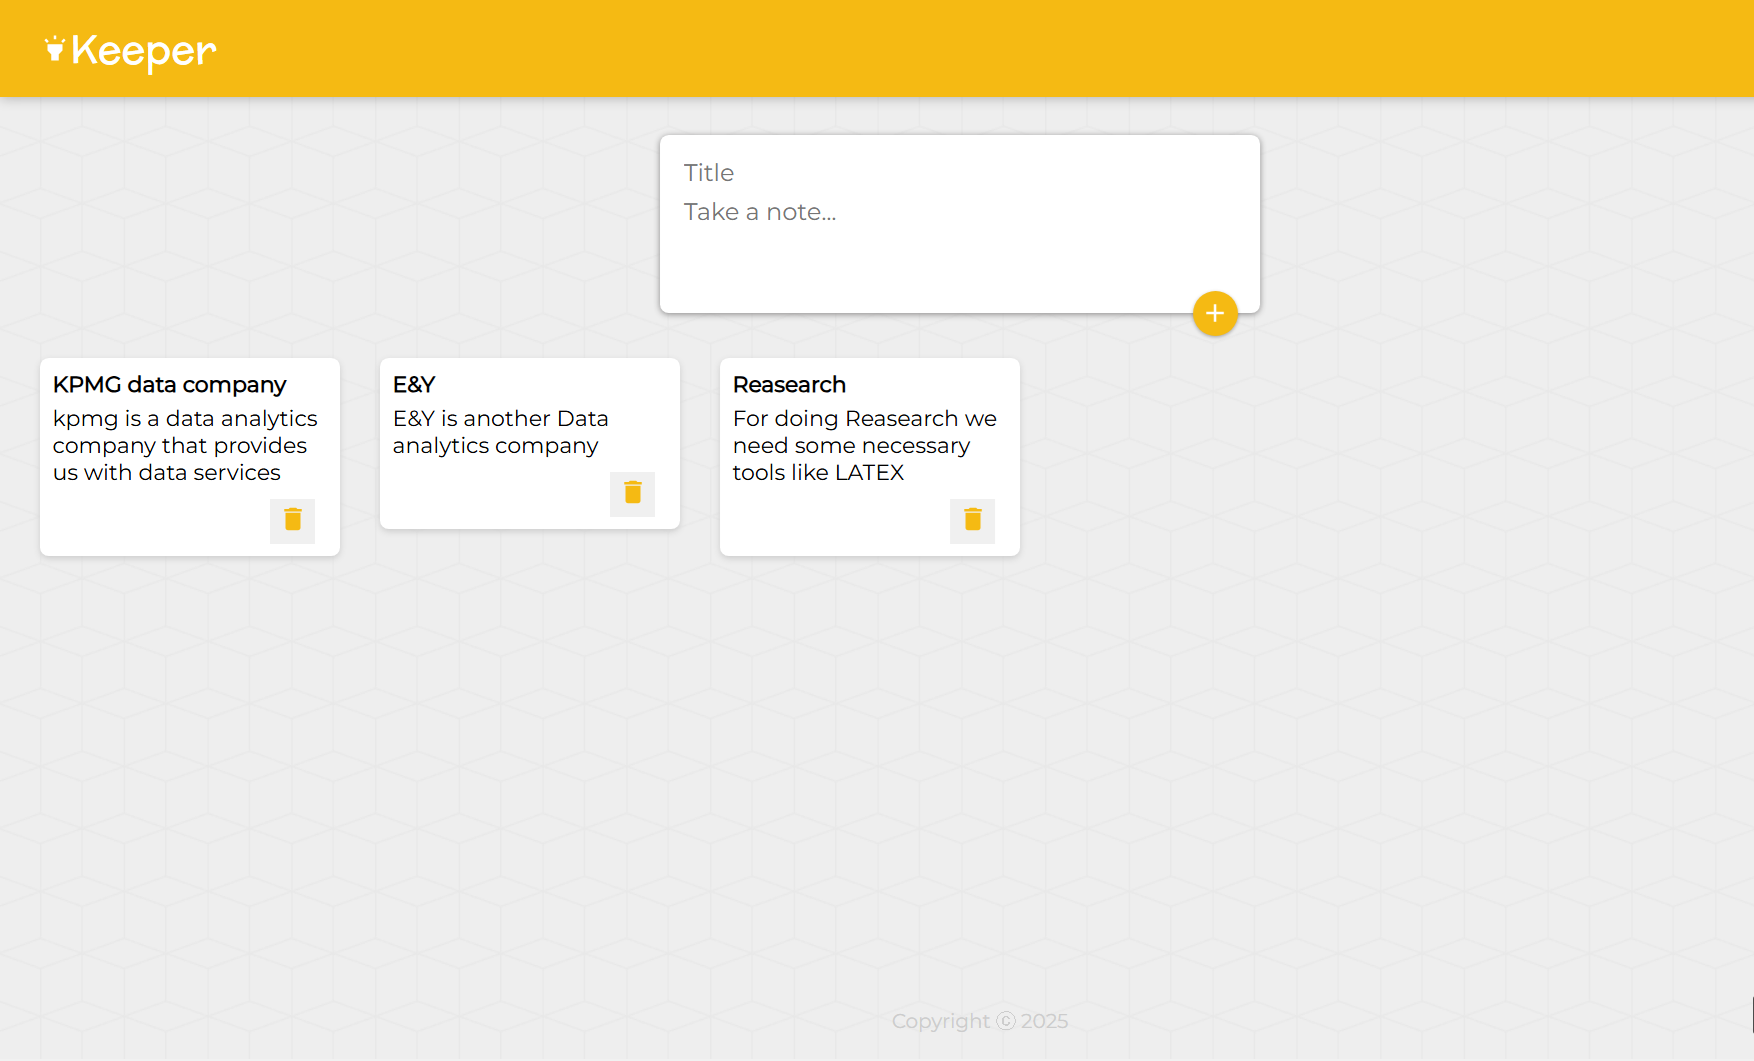 Keeper
Title
Take a note...
KPMG data company
kpmg is a data analytics
company that provides
us with data services
E&Y
E&Y is another Data
analytics company
Reasearch
For doing Reasearch we
need some necessary
tools like LATEX
Copyright ⓒ 2025